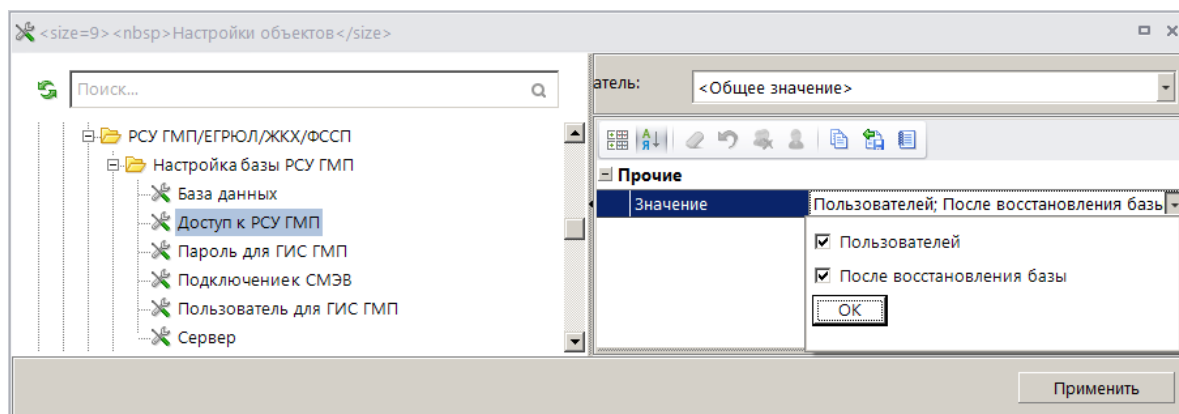 <size=9><nbsp>Настройки объектов</size>
Поиск...
атель:
<Общее значение>
РСУ ГМП/ЕГРЮЛ/ЖКХ/ФССП
Настройка базы РСУ ГМП
База данных
Доступ к РСУ ГМП
Пароль для ГИС ГМП
Подключениек СМЭВ
Пользователь для ГИС ГМП
Сервер
Прочие
Значение
Пользователей; После восстановления базы
Пользователей
После восстановления базы
OK
Применить